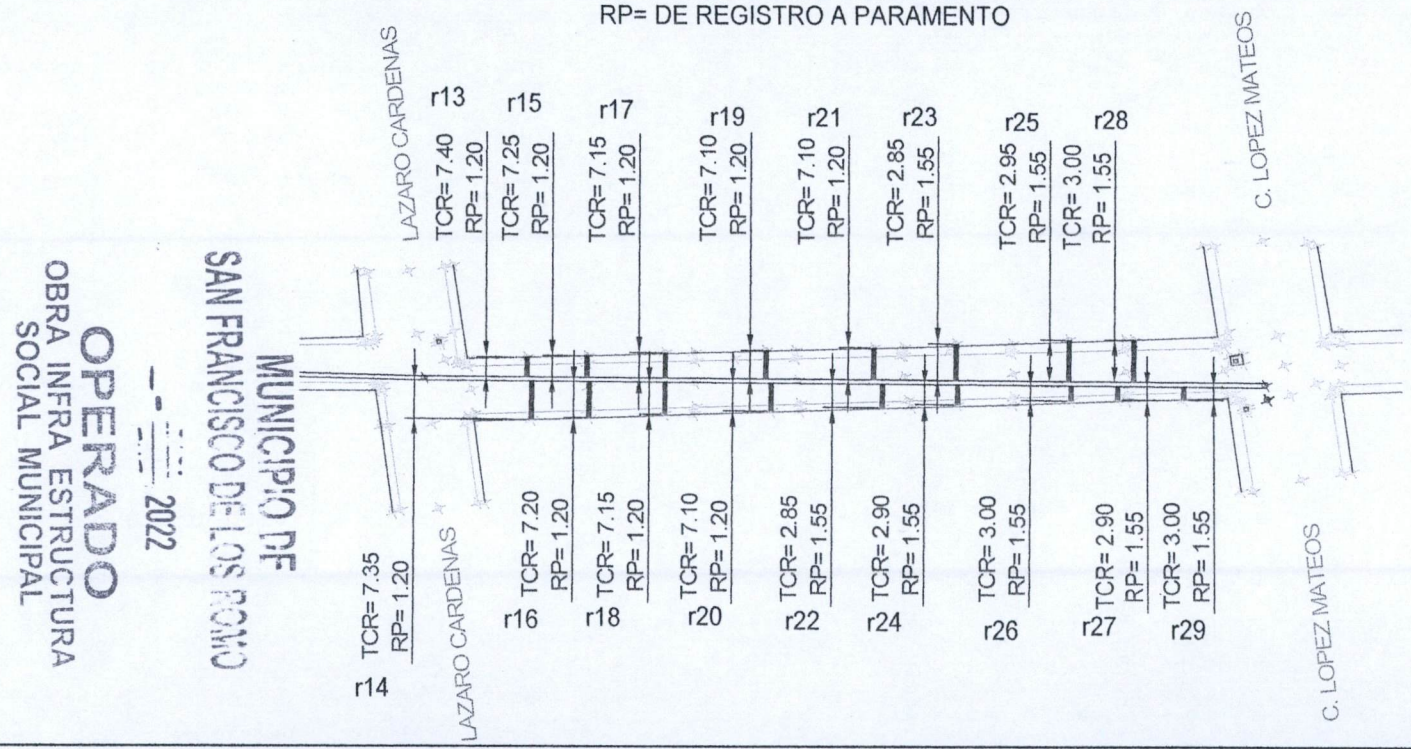 RP= DE REGISTRO A PARAMENTO
LAZARO CARDENAS
r13
TCR= 7.40
RP= 1.20
r15
TCR= 7.25
RP= 1.20
r17
TCR= 7.15
RP= 1.20
r19
TCR= 7.10
RP= 1.20
r21
TCR= 7.10
RP= 1.20
r23
TCR= 2.85
RP= 1.55
r25
TCR= 2.95
RP= 1.55
r28
TCR= 3.00
RP= 1.55
C. LOPEZ MATEOS
MUNICIPIO DE
SAN FRANCISCO DE LOS ROMO
2022
OPERADO
OBRA INFRA ESTRUCTURA
SOCIAL MUNICIPAL
r14
TCR= 7.35
RP= 1.20
LAZARO CARDENAS
r16
TCR= 7.20
RP= 1.20
r18
TCR= 7.15
RP= 1.20
r20
TCR= 7.10
RP= 1.20
r22
TCR= 2.85
RP= 1.55
r24
TCR= 2.90
RP= 1.55
r26
TCR= 3.00
RP= 1.55
r27
TCR= 2.90
RP= 1.55
r29
TCR= 3.00
RP= 1.55
C. LOPEZ MATEOS